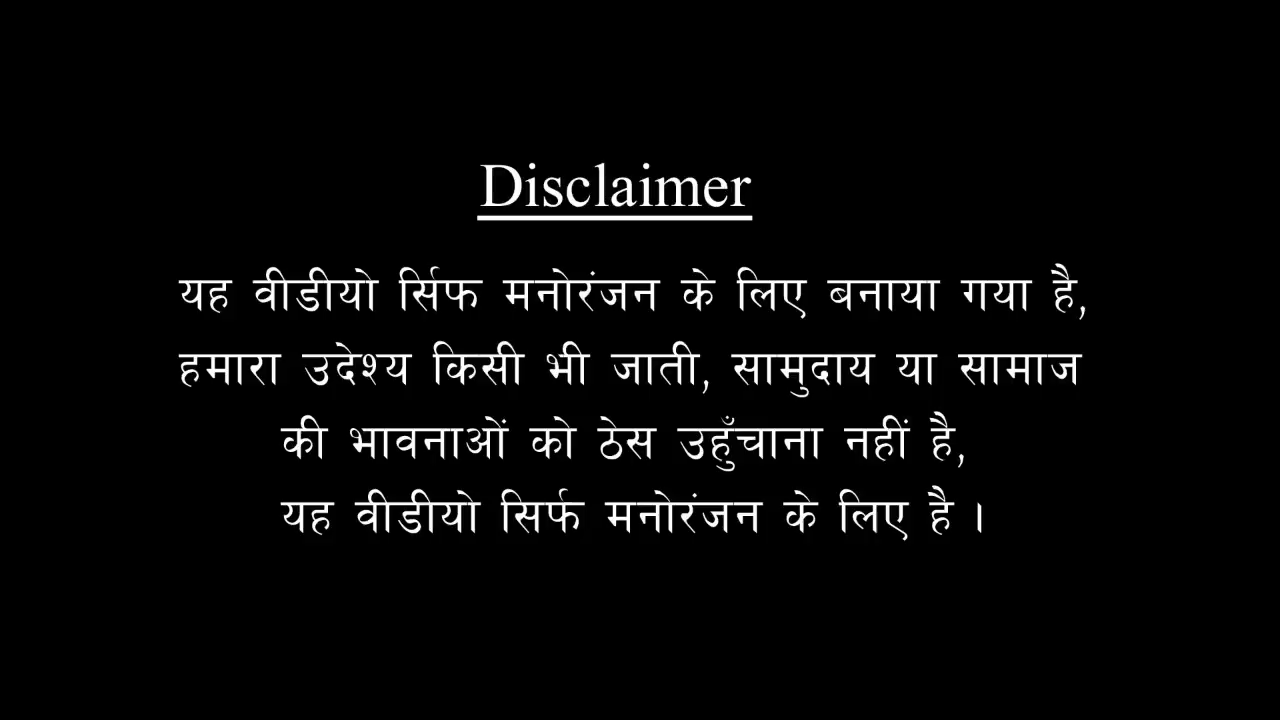 Disclaimer
यह वीडीयो र्सिफ मनोरंजन के लिए बनाया गया है,
हमारा उदेश्य किसी भी जाती, सामुदाय या सामाज
की भावनाओं को ठेस उहुँचाना नहीं है,
यह वीडीयो सिर्फ मनोरंजन के लिए है ।